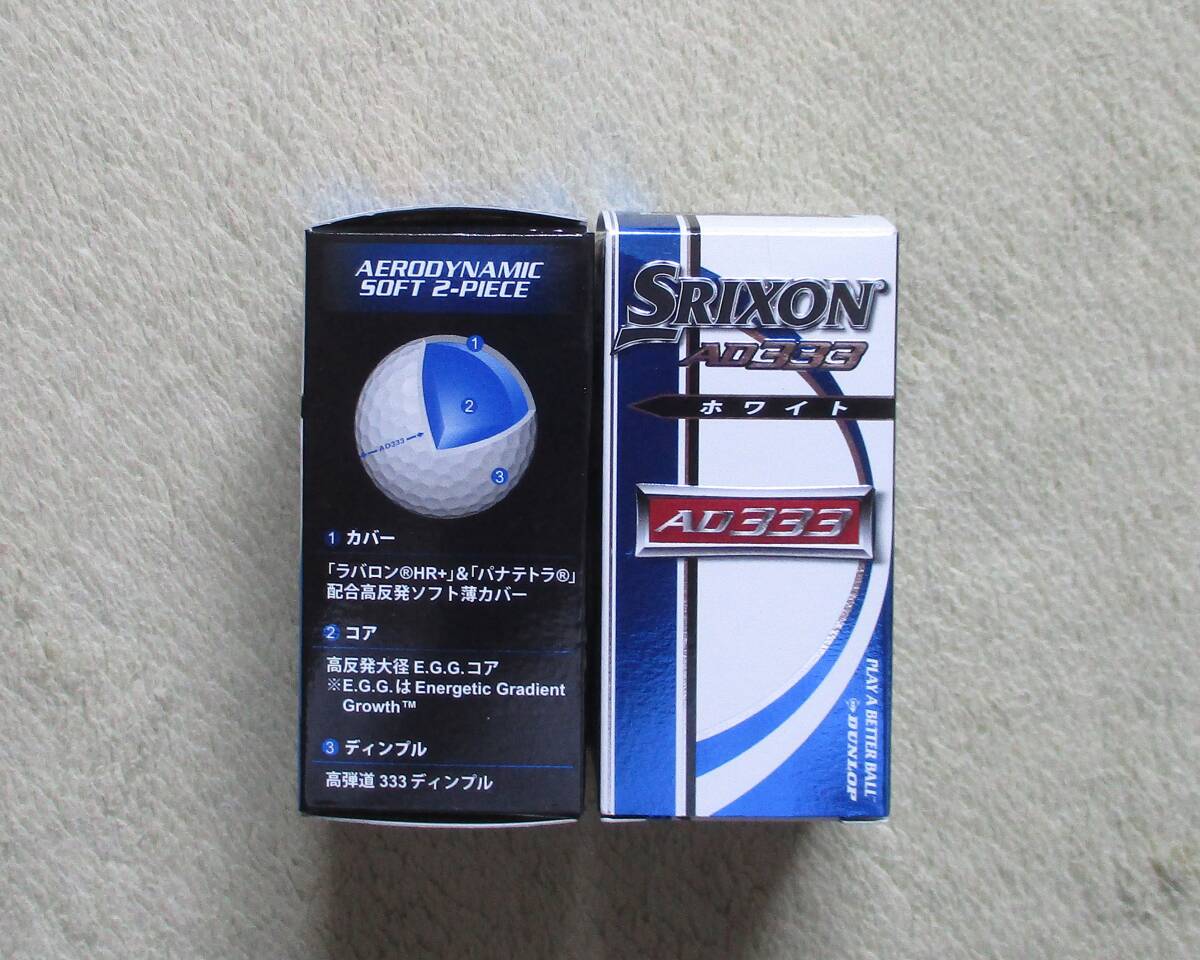 AERODYNAMIC
SOFT 2-PIECE
1
2
AD333
3
1 カバー
「ラバロン®HR+」&「パナテトラ®」
配合高反発ソフト薄カバー
2 コア
高反発大径 E.G.G. コア
※E.G.G. は Energetic Gradient
Growth™
3 ディンプル
高弾道 333 ディンプル
SRIXON®
AD333
ホワイト
AD333
PLAY A BETTER BALL™
DUNLOP